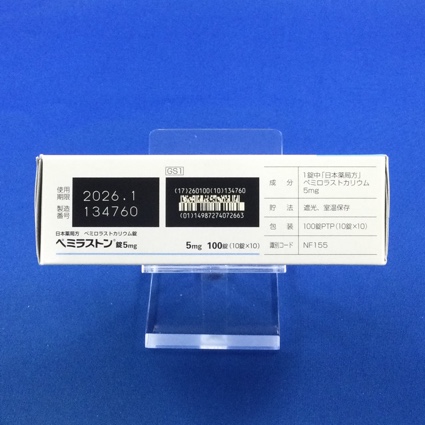 使用
期限
2026.1
製造
番号
134760
GS1
(17)260100(10)134760
(01)14987274072663
日本薬局方 ペミロラストカリウム錠
ペミラストン®錠5mg
5mg 100錠(10錠×10)
成分
1錠中「日本薬局方」
ペミロラストカリウム
5mg
貯法
遮光、室温保存
包装
100錠PTP(10錠×10)
識別コード
NF155